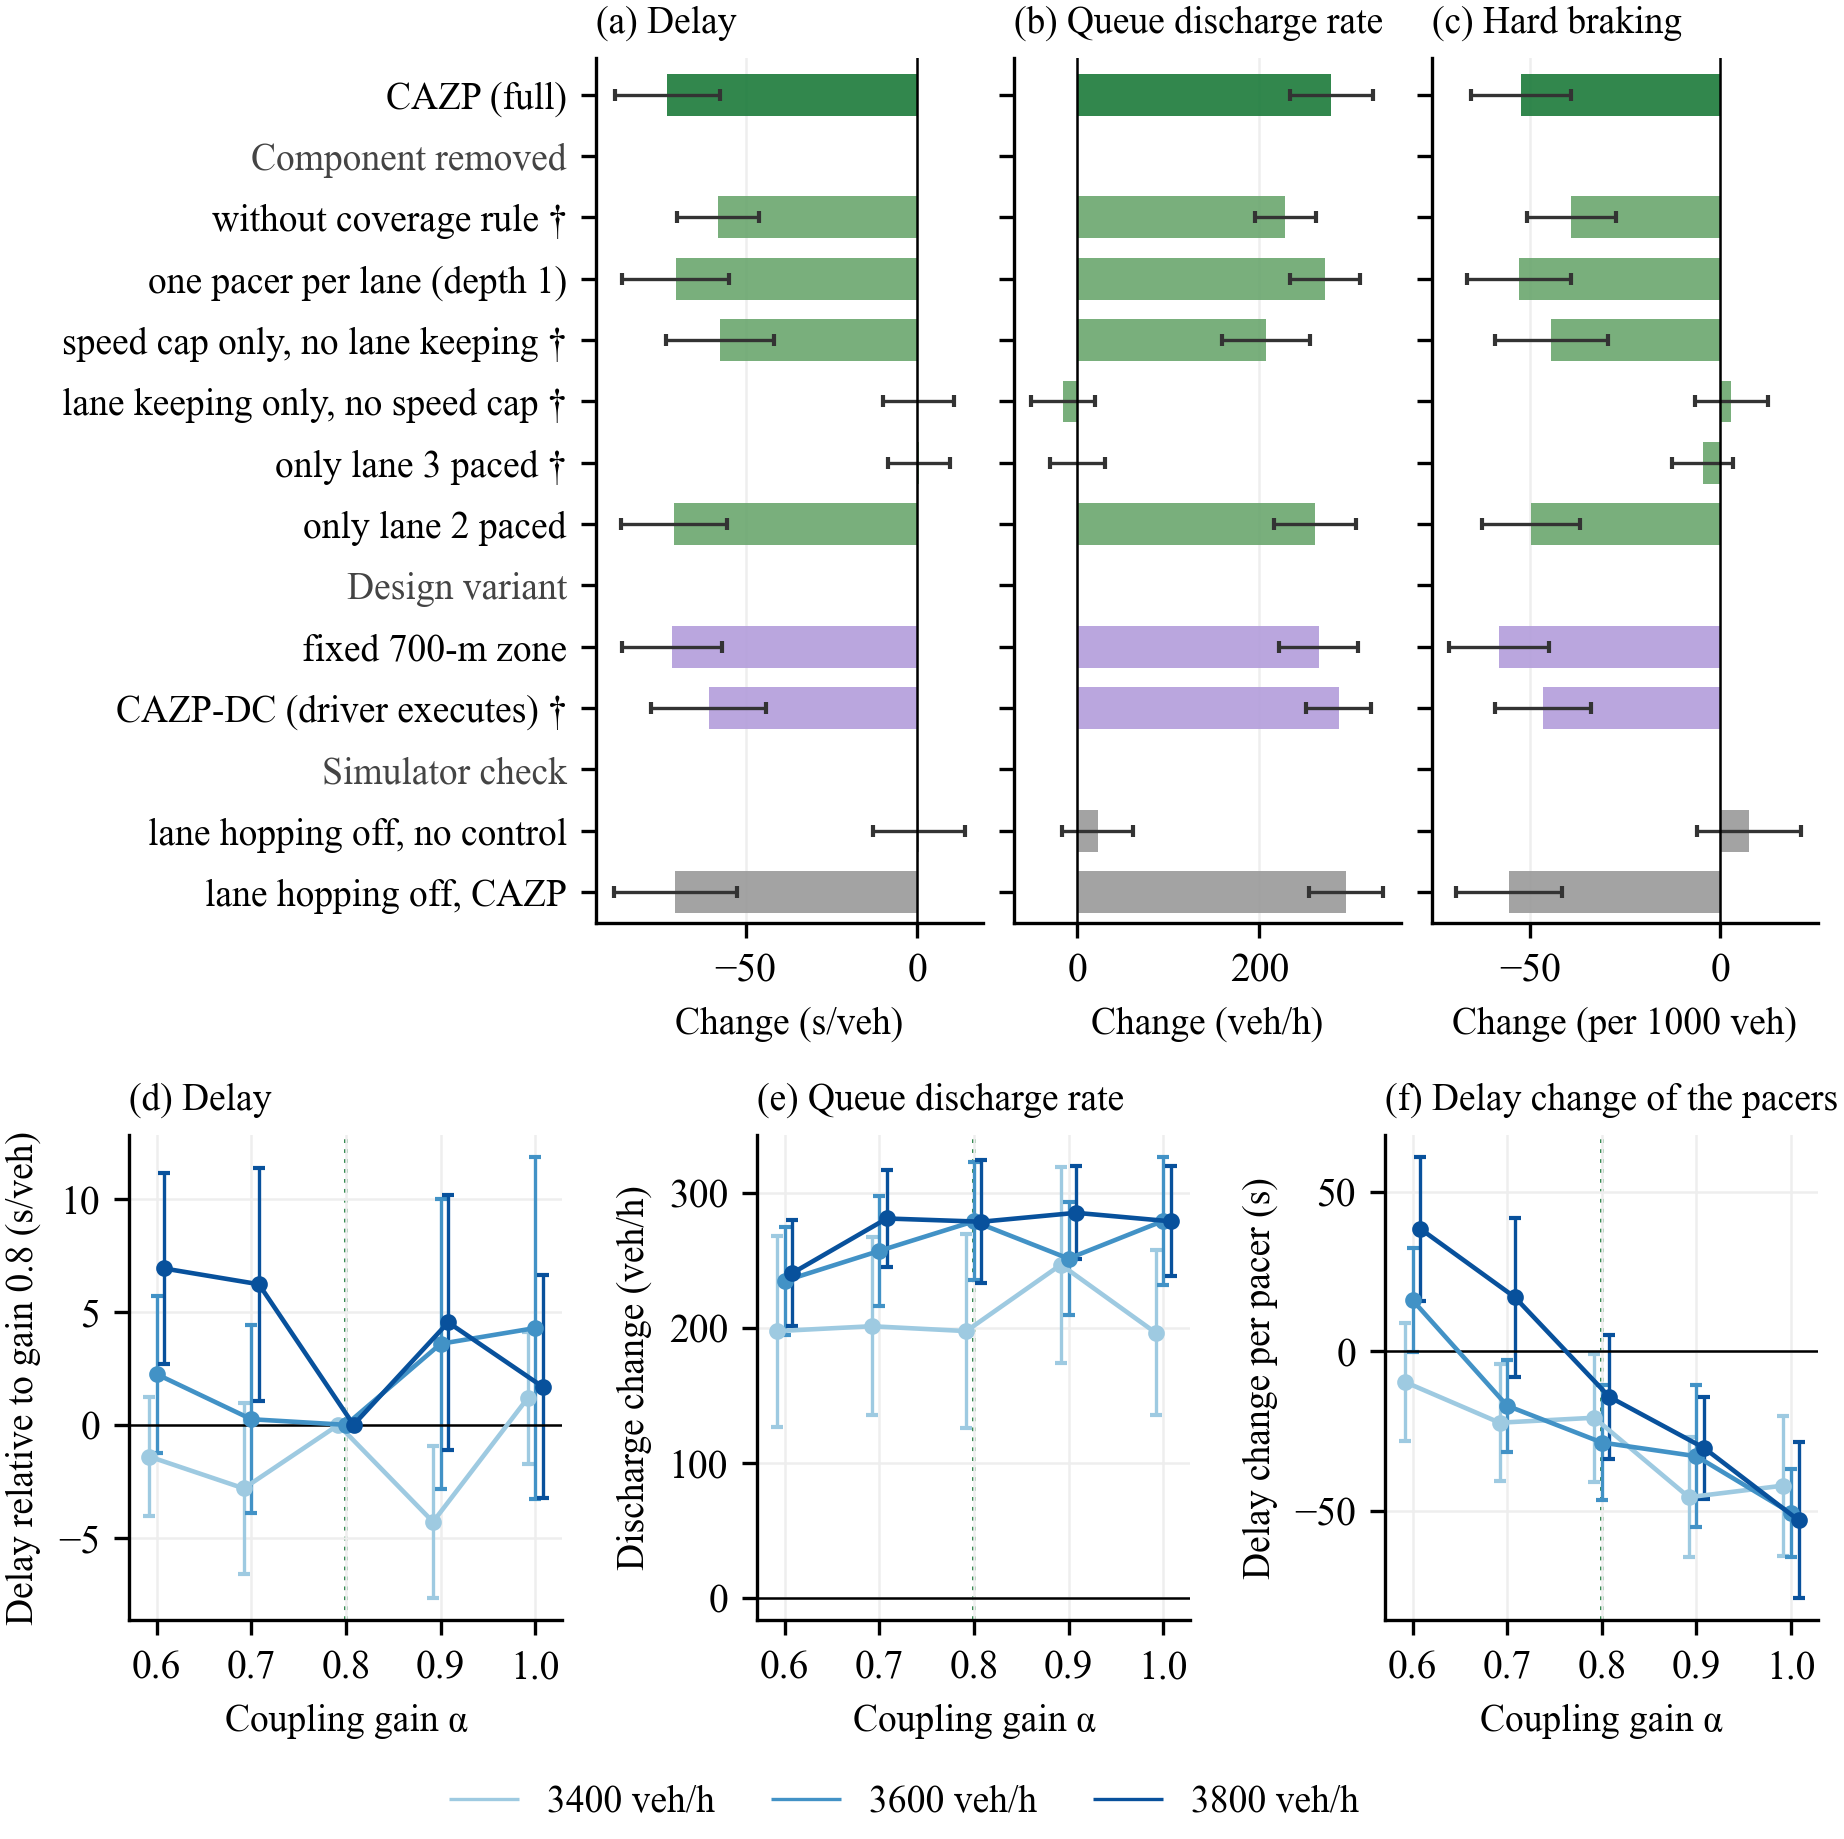 (a) Delay
(b) Queue discharge rate
(c) Hard braking
CAZP (full)
Component removed
without coverage rule †
one pacer per lane (depth 1)
speed cap only, no lane keeping †
lane keeping only, no speed cap †
only lane 3 paced †
only lane 2 paced
Design variant
fixed 700-m zone
CAZP-DC (driver executes) †
Simulator check
lane hopping off, no control
lane hopping off, CAZP
−50 0
0 200
−50 0
Change (s/veh)
Change (veh/h)
Change (per 1000 veh)
(d) Delay
Delay relative to gain 0.8 (s/veh)
10
5
0
−5
0.6 0.7 0.8 0.9 1.0
Coupling gain α
(e) Queue discharge rate
Discharge change (veh/h)
300
200
100
0
0.6 0.7 0.8 0.9 1.0
Coupling gain α
(f) Delay change of the pacers
Delay change per pacer (s)
50
0
−50
0.6 0.7 0.8 0.9 1.0
Coupling gain α
3400 veh/h
3600 veh/h
3800 veh/h